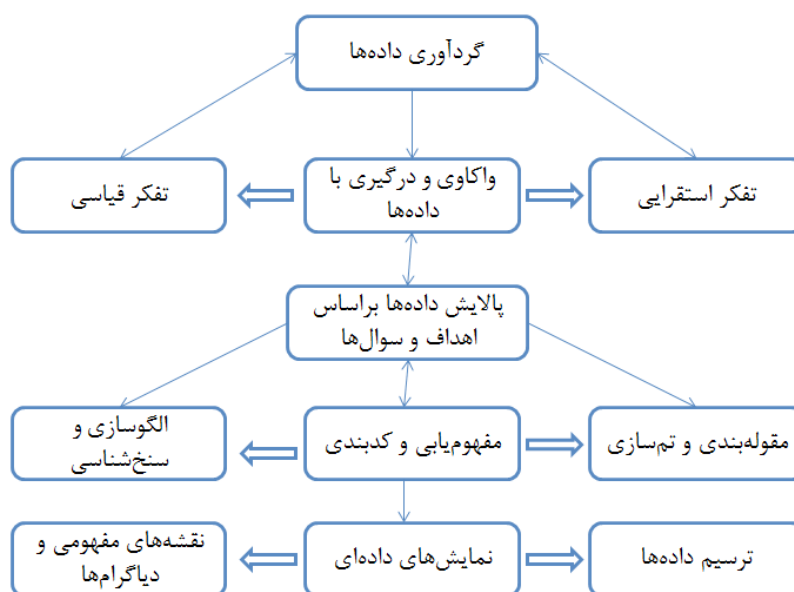 گردآوری داده‌ها
تفکر استقرایی
واکاوی و درگیری با
داده‌ها
تفکر قیاسی
پالایش داده‌ها براساس
اهداف و سوال‌ها
مقوله‌بندی و تم‌سازی
مفهوم‌یابی و کدبندی
الگوسازی و
سنخ‌شناسی
ترسیم داده‌ها
نمایش‌های داده‌ای
نقشه‌های مفهومی و
دیاگرام‌ها